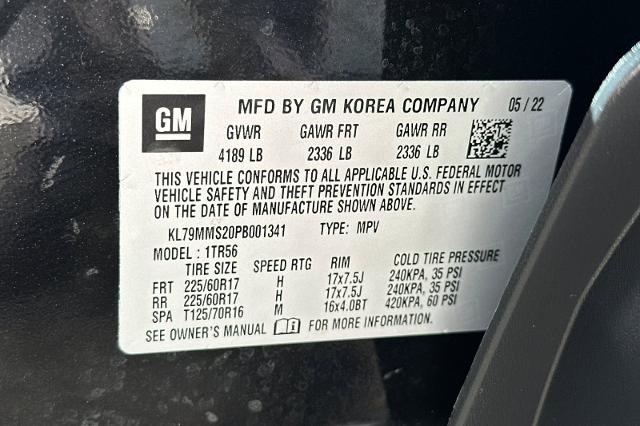 GM MFD BY GM KOREA COMPANY 05 / 22
GVWR GAWR FRT GAWR RR
4189 LB 2336 LB 2336 LB
THIS VEHICLE CONFORMS TO ALL APPLICABLE U.S. FEDERAL MOTOR
VEHICLE SAFETY AND THEFT PREVENTION STANDARDS IN EFFECT
ON THE DATE OF MANUFACTURE SHOWN ABOVE.
KL79MMS20PB001341 TYPE: MPV
MODEL : 1TR56
TIRE SIZE SPEED RTG RIM COLD TIRE PRESSURE
FRT 225/60R17 H 17x7.5J 240KPA, 35 PSI
RR 225/60R17 H 17x7.5J 240KPA, 35 PSI
SPA T125/70R16 M 16x4.0BT 420KPA, 60 PSI
SEE OWNER'S MANUAL FOR MORE INFORMATION.